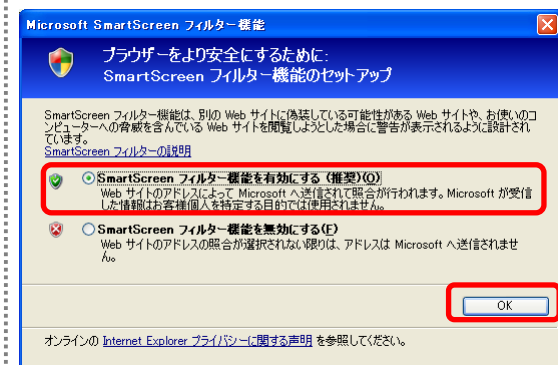 Microsoft SmartScreen フィルター機能
ブラウザーをより安全にするために:
SmartScreen フィルター機能のセットアップ
SmartScreen フィルター機能は、別の Web サイトに偽装している可能性がある Web サイトや、お使いのコ
ンピューターへの脅威を含んでいる Web サイトを閲覧しようとした場合に警告が表示されるように設計され
ています。
SmartScreen フィルターの説明
SmartScreen フィルター機能を有効にする (推奨)(O)
Web サイトのアドレスによって Microsoft へ送信されて照合が行われます。Microsoft が受信
した情報はお客様個人を特定する目的では使用されません。
SmartScreen フィルター機能を無効にする(F)
Web サイトのアドレスの照合が選択されない限りは、アドレスは Microsoft へ送信されませ
ん。
OK
オンラインの Internet Explorer プライバシーに関する声明 を参照してください。